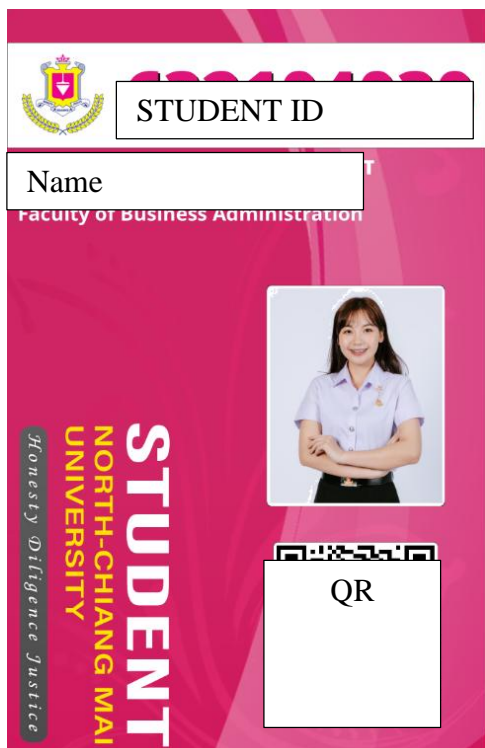 STUDENT ID
Name
T
Faculty of Business Administration
STUDENT
NORTH-CHIANG MAI
UNIVERSITY
Honesty Diligence Justice
QR